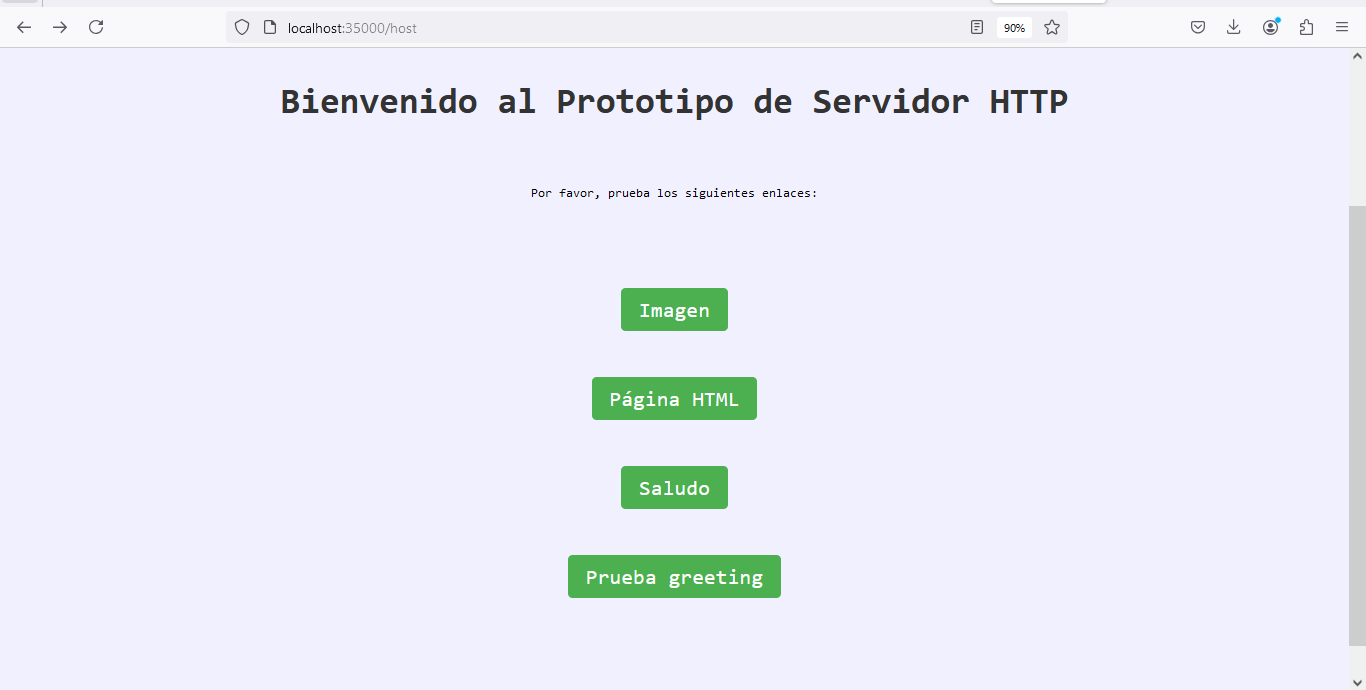 localhost:35000/host
90%
Bienvenido al Prototipo de Servidor HTTP
Por favor, prueba los siguientes enlaces:
Imagen
Página HTML
Saludo
Prueba greeting